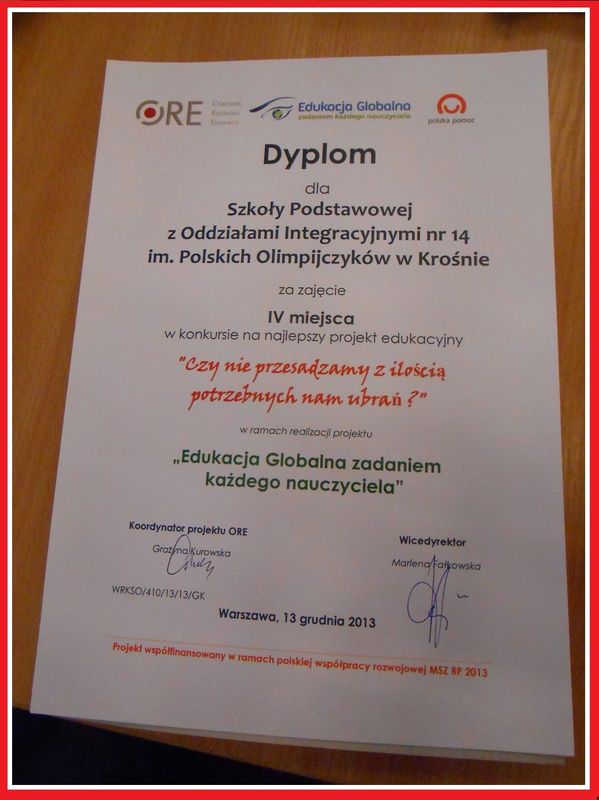 ORE
Ośrodek
Rozwoju
Edukacji
Edukacja Globalna
zadaniem każdego nauczyciela
polska pomoc
Dyplom
dla
Szkoły Podstawowej
z Oddziałami Integracyjnymi nr 14
im. Polskich Olimpijczyków w Krośnie
za zajęcie
IV miejsca
w konkursie na najlepszy projekt edukacyjny
"Czy nie przesadzamy z ilością
potrzebnych nam ubrań ?"
w ramach realizacji projektu
„Edukacja Globalna zadaniem
każdego nauczyciela”
Koordynator projektu ORE
Grażyna Kurowska
Wicedyrektor
Marlena Fałkowska
WRKSO/410/13/13/GK
Warszawa, 13 grudnia 2013
Projekt współfinansowany w ramach polskiej współpracy rozwojowej MSZ RP 2013